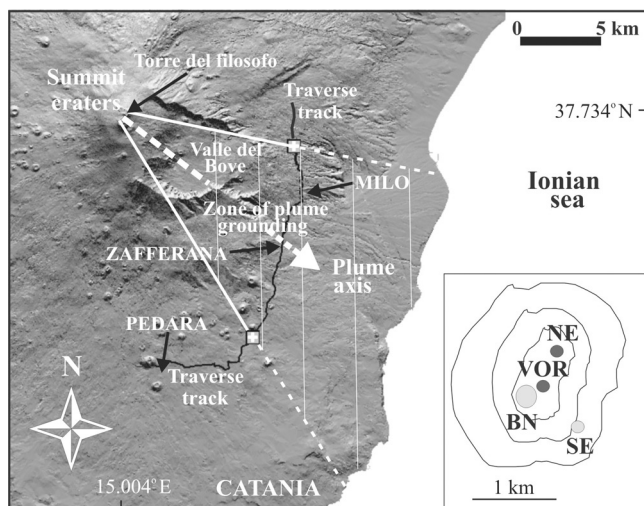 0 5 km
Torre del filosofo
Summit
craters
Traverse
track
37.734°N
Valle del
Bove
MILO
Ionian
sea
Zone of plume
grounding
ZAFFERANA
Plume
axis
PEDARA
Traverse
track
N
NE
VOR
BN
SE
15.004°E
CATANIA
1 km